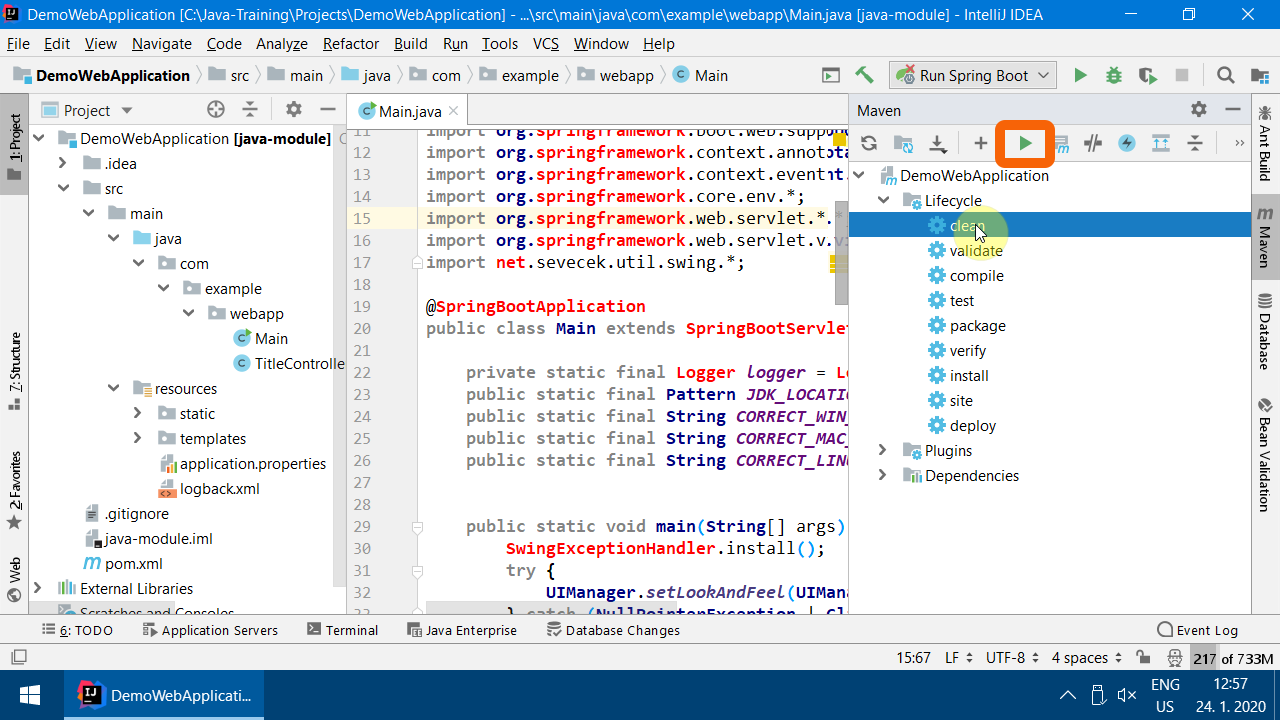 DemoWebApplication [C:\Java-Training\Projects\DemoWebApplication] - ...\src\main\java\com\example\webapp\Main.java [java-module] - IntelliJ IDEA
File Edit View Navigate Code Analyze Refactor Build Run Tools VCS Window Help
DemoWebApplication src main java com example webapp Main Run Spring Boot
1: Project
7: Structure
2: Favorites
Web
Project
DemoWebApplication [java-module]
.idea
src
main
java
com
example
webapp
Main
TitleControlle
resources
static
templates
application.properties
logback.xml
.gitignore
java-module.iml
pom.xml
External Libraries
Scratches and Consoles
Main.java
11 import org.springframework.boot.web.suppo
12 import org.springframework.context.annota
13 import org.springframework.context.event.
14 import org.springframework.core.env.*;
15 import org.springframework.web.servlet.*.
16 import org.springframework.web.servlet.v
17 import net.sevecek.util.swing.*;
18
19 @SpringBootApplication
20 public class Main extends SpringBootServlet
21
22 private static final Logger logger = Lo
23 public static final Pattern JDK_LOCATIO
24 public static final String CORRECT_WIN_
25 public static final String CORRECT_MAC_
26 public static final String CORRECT_LINU
27
28
29 public static void main(String[] args)
30 SwingExceptionHandler.install();
31 try {
32 UIManager.setLookAndFeel(UIMana
33 } catch (NullPointerException | Cl
Maven
DemoWebApplication
Lifecycle
clean
validate
compile
test
package
verify
install
site
deploy
Plugins
Dependencies
Ant Build
Maven
Database
Bean Validation
6: TODO Application Servers Terminal Java Enterprise Database Changes Event Log
15:67 LF UTF-8 4 spaces 217 of 733M
DemoWebApplicati...
ENG
US
12:57
24. 1. 2020